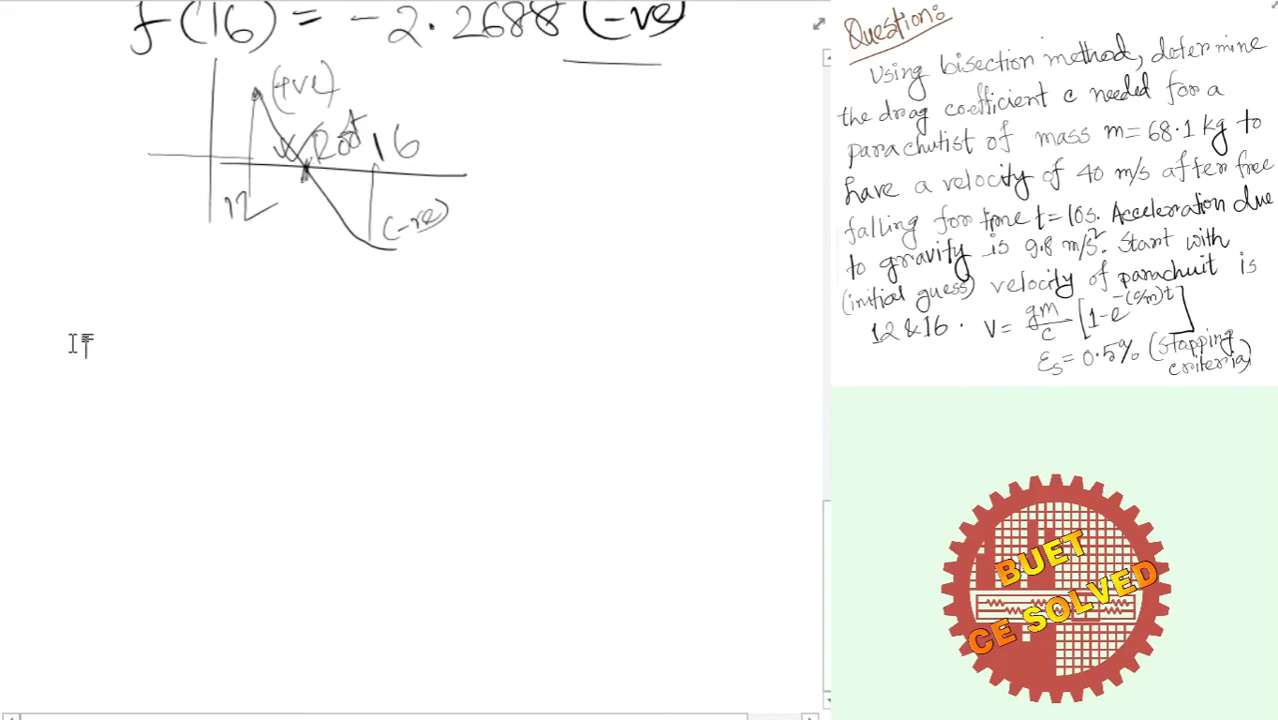 f(16) = -2.2688 (-ve)
(+ve)
Root
16
12
(-ve)
Question:
Using bisection method, determine
the drag coefficient c needed for a
parachutist of mass m=68.1 kg to
have a velocity of 40 m/s after free
falling for time t=10s. Acceleration due
to gravity is 9.8 m/s². Start with
(initial guess) velocity of parachuit is
12 & 16. V = gm/c [1-e^-(c/m)t]
Es = 0.5% (stopping
criteria)
BUET
CE SOLVED